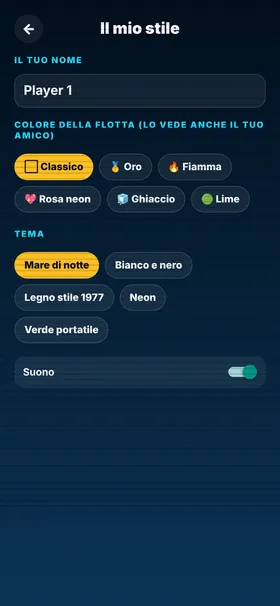 Il mio stile
IL TUO NOME
Player 1
COLORE DELLA FLOTTA (LO VEDE ANCHE IL TUO
AMICO)
Classico
Oro
Fiamma
Rosa neon
Ghiaccio
Lime
TEMA
Mare di notte
Bianco e nero
Legno stile 1977
Neon
Verde portatile
Suono